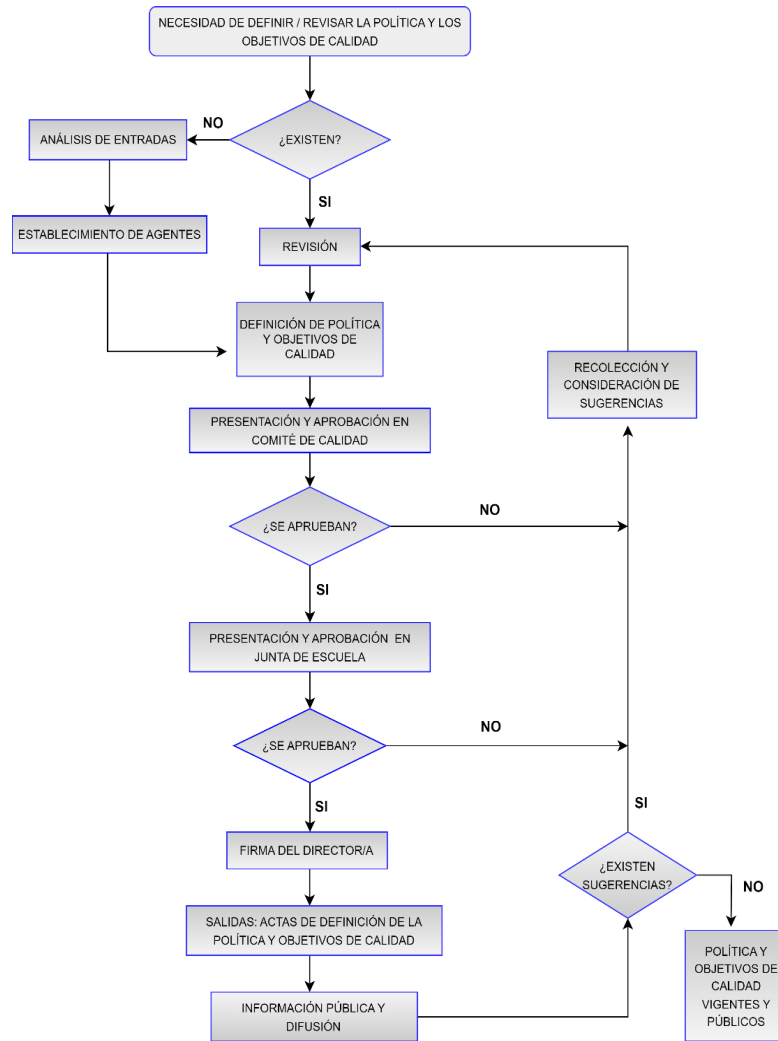 NECESIDAD DE DEFINIR / REVISAR LA POLÍTICA Y LOS
OBJETIVOS DE CALIDAD
NO
ANÁLISIS DE ENTRADAS
¿EXISTEN?
SI
ESTABLECIMIENTO DE AGENTES
REVISIÓN
DEFINICIÓN DE POLÍTICA
Y OBJETIVOS DE
CALIDAD
RECOLECCIÓN Y
CONSIDERACIÓN DE
SUGERENCIAS
PRESENTACIÓN Y APROBACIÓN EN
COMITÉ DE CALIDAD
¿SE APRUEBAN?
NO
SI
PRESENTACIÓN Y APROBACIÓN EN
JUNTA DE ESCUELA
¿SE APRUEBAN?
NO
SI
SI
FIRMA DEL DIRECTOR/A
¿EXISTEN
SUGERENCIAS?
NO
SALIDAS: ACTAS DE DEFINICIÓN DE LA
POLÍTICA Y OBJETIVOS DE CALIDAD
POLÍTICA Y
OBJETIVOS DE
CALIDAD
VIGENTES Y
PÚBLICOS
INFORMACIÓN PÚBLICA Y
DIFUSIÓN